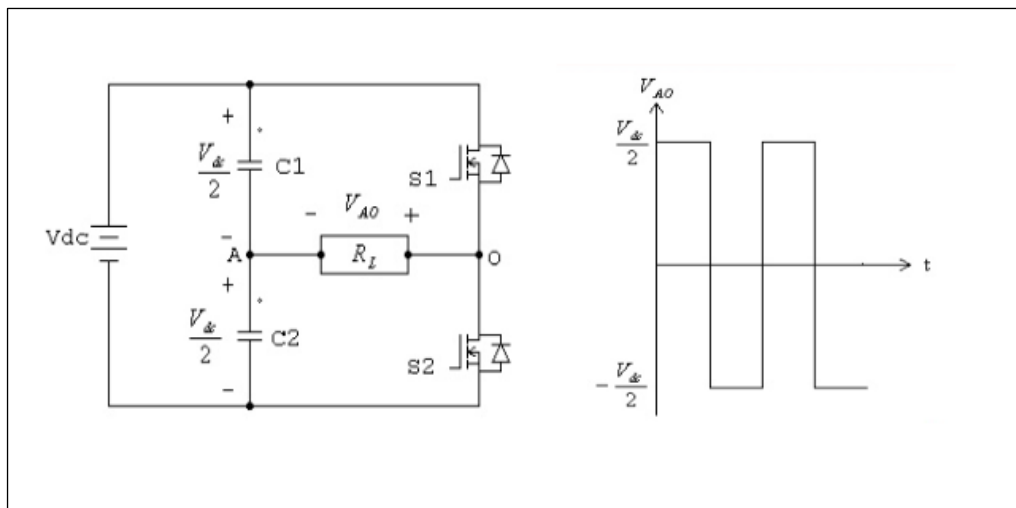 +
V_dc/2
C1
-
S1
- V_AO +
Vdc
A
R_L
O
+
V_dc/2
C2
-
S2
V_AO
V_dc/2
t
-V_dc/2